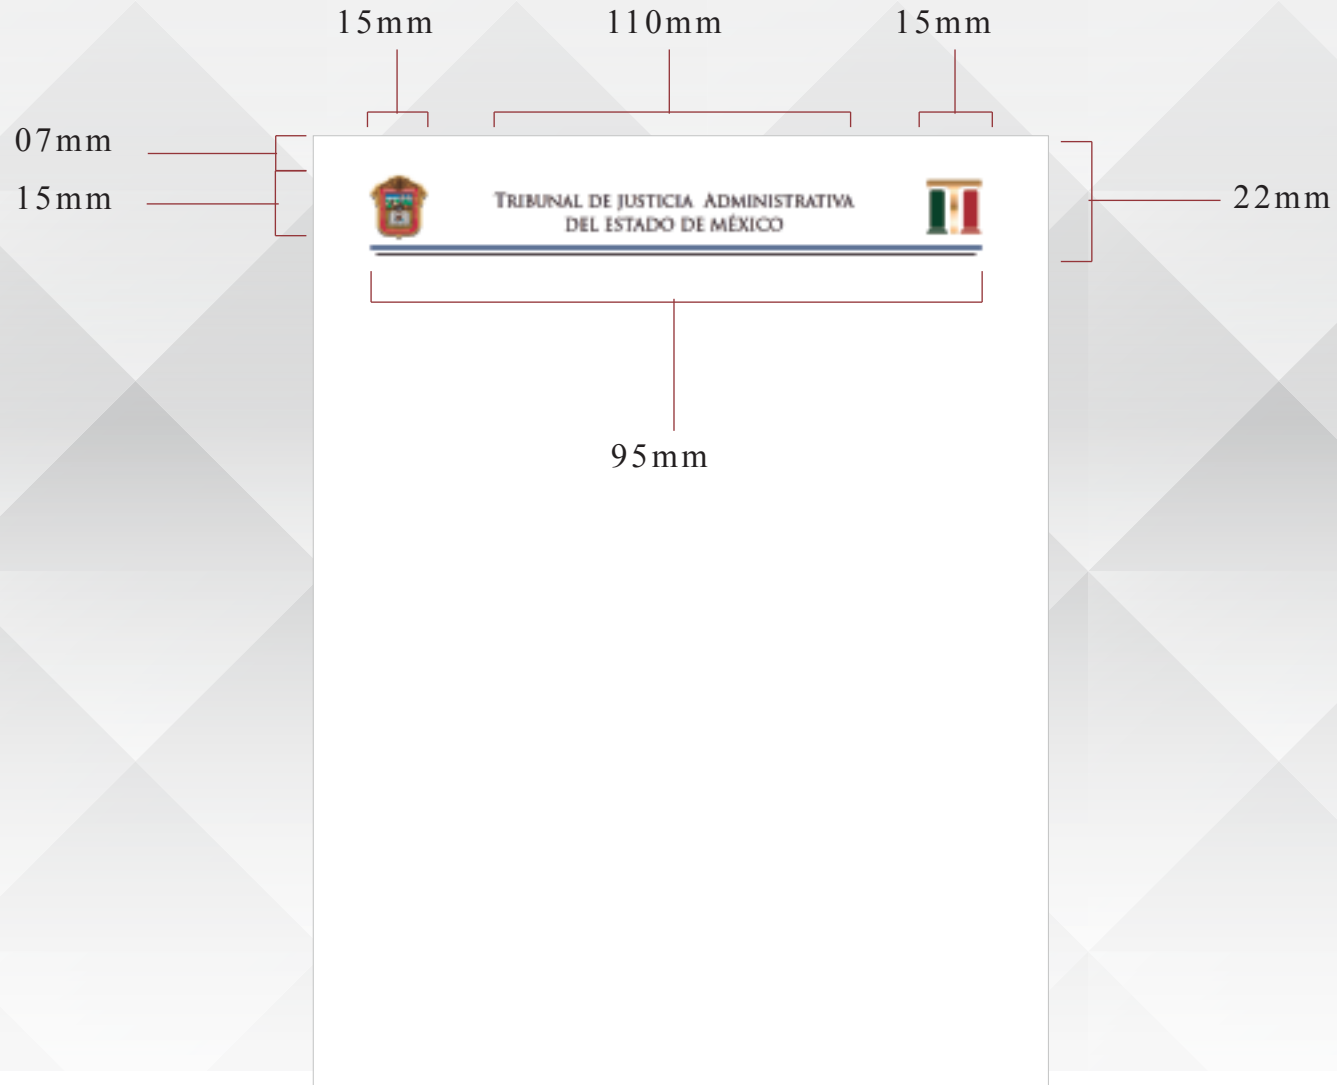 15mm 110mm 15mm
07mm
15mm
22mm
TRIBUNAL DE JUSTICIA ADMINISTRATIVA
DEL ESTADO DE MÉXICO
95mm